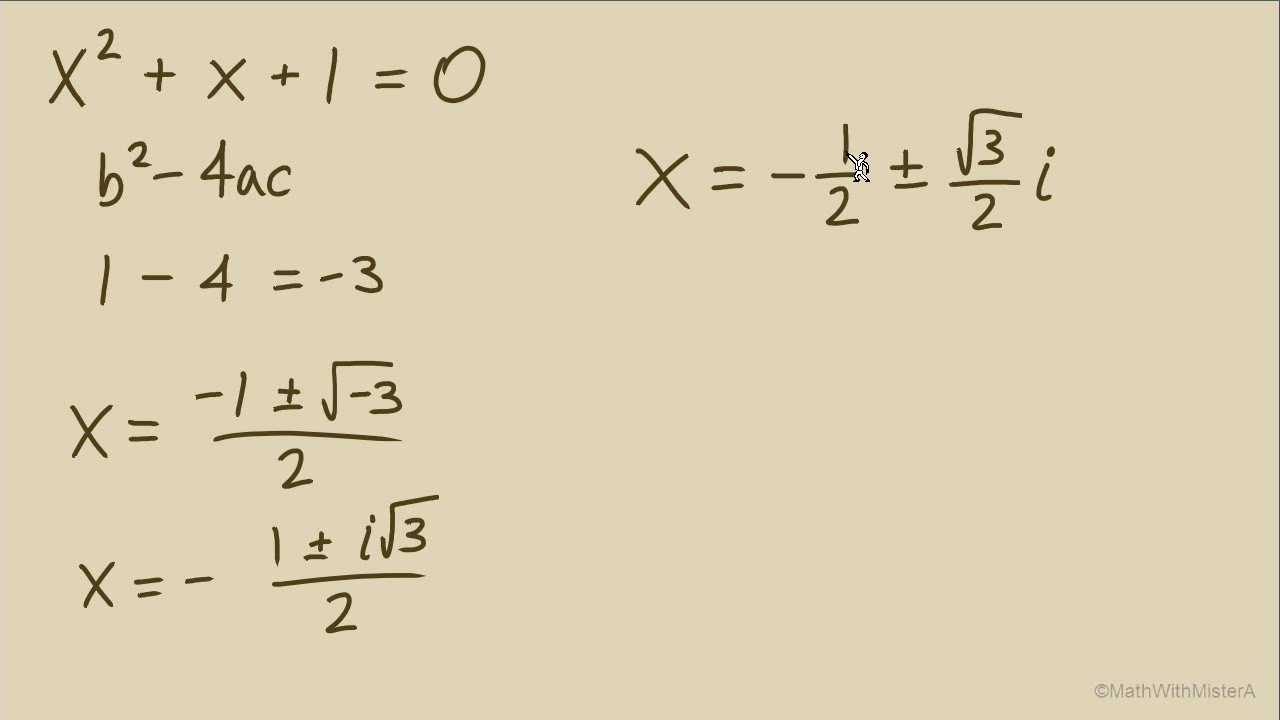 x² + x + 1 = 0
b² - 4ac
1 - 4 = -3
x = (-1 ± √-3)/2
x = - (1 ± i√3)/2
x = - 1/2 ± √3/2 i
©MathWithMisterA